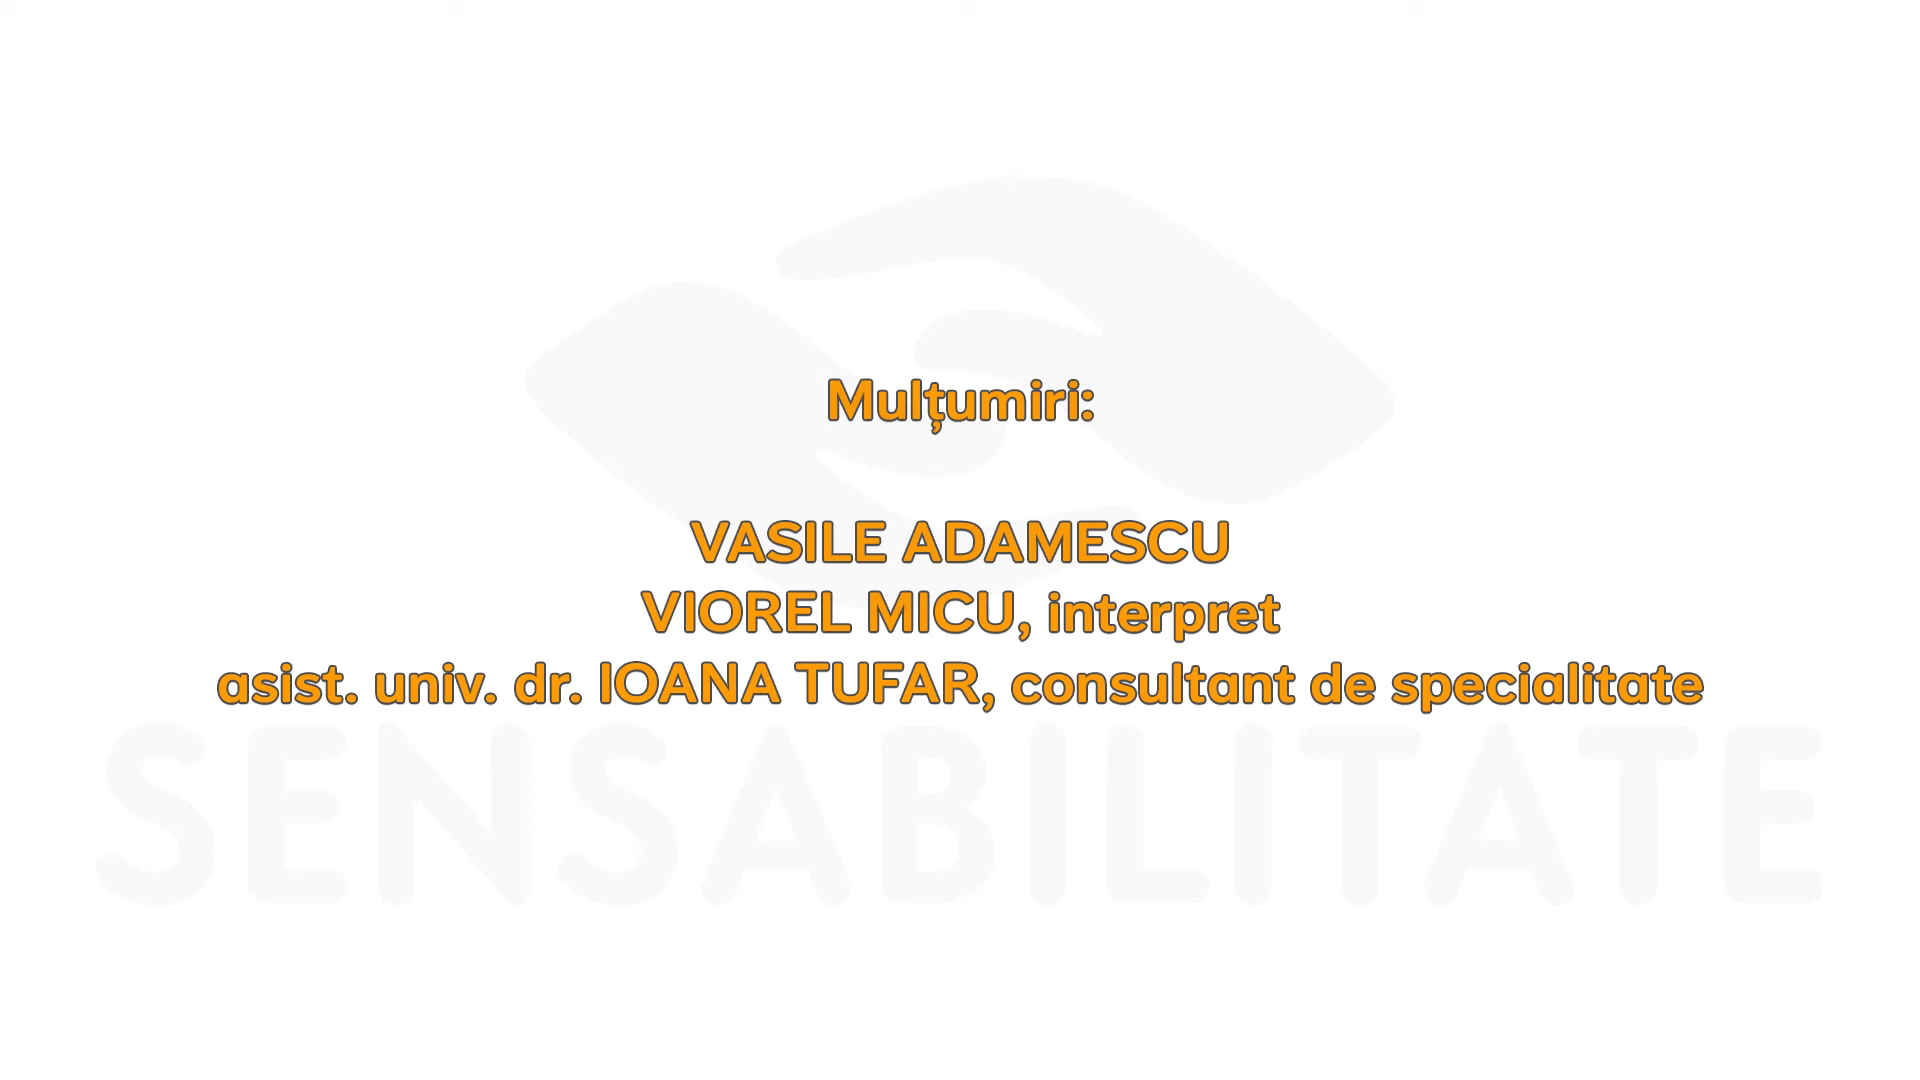 Mulțumiri:
VASILE ADAMESCU
VIOREL MICU, interpret
asist. univ. dr. IOANA TUFAR, consultant de specialitate
SENSABILITATE